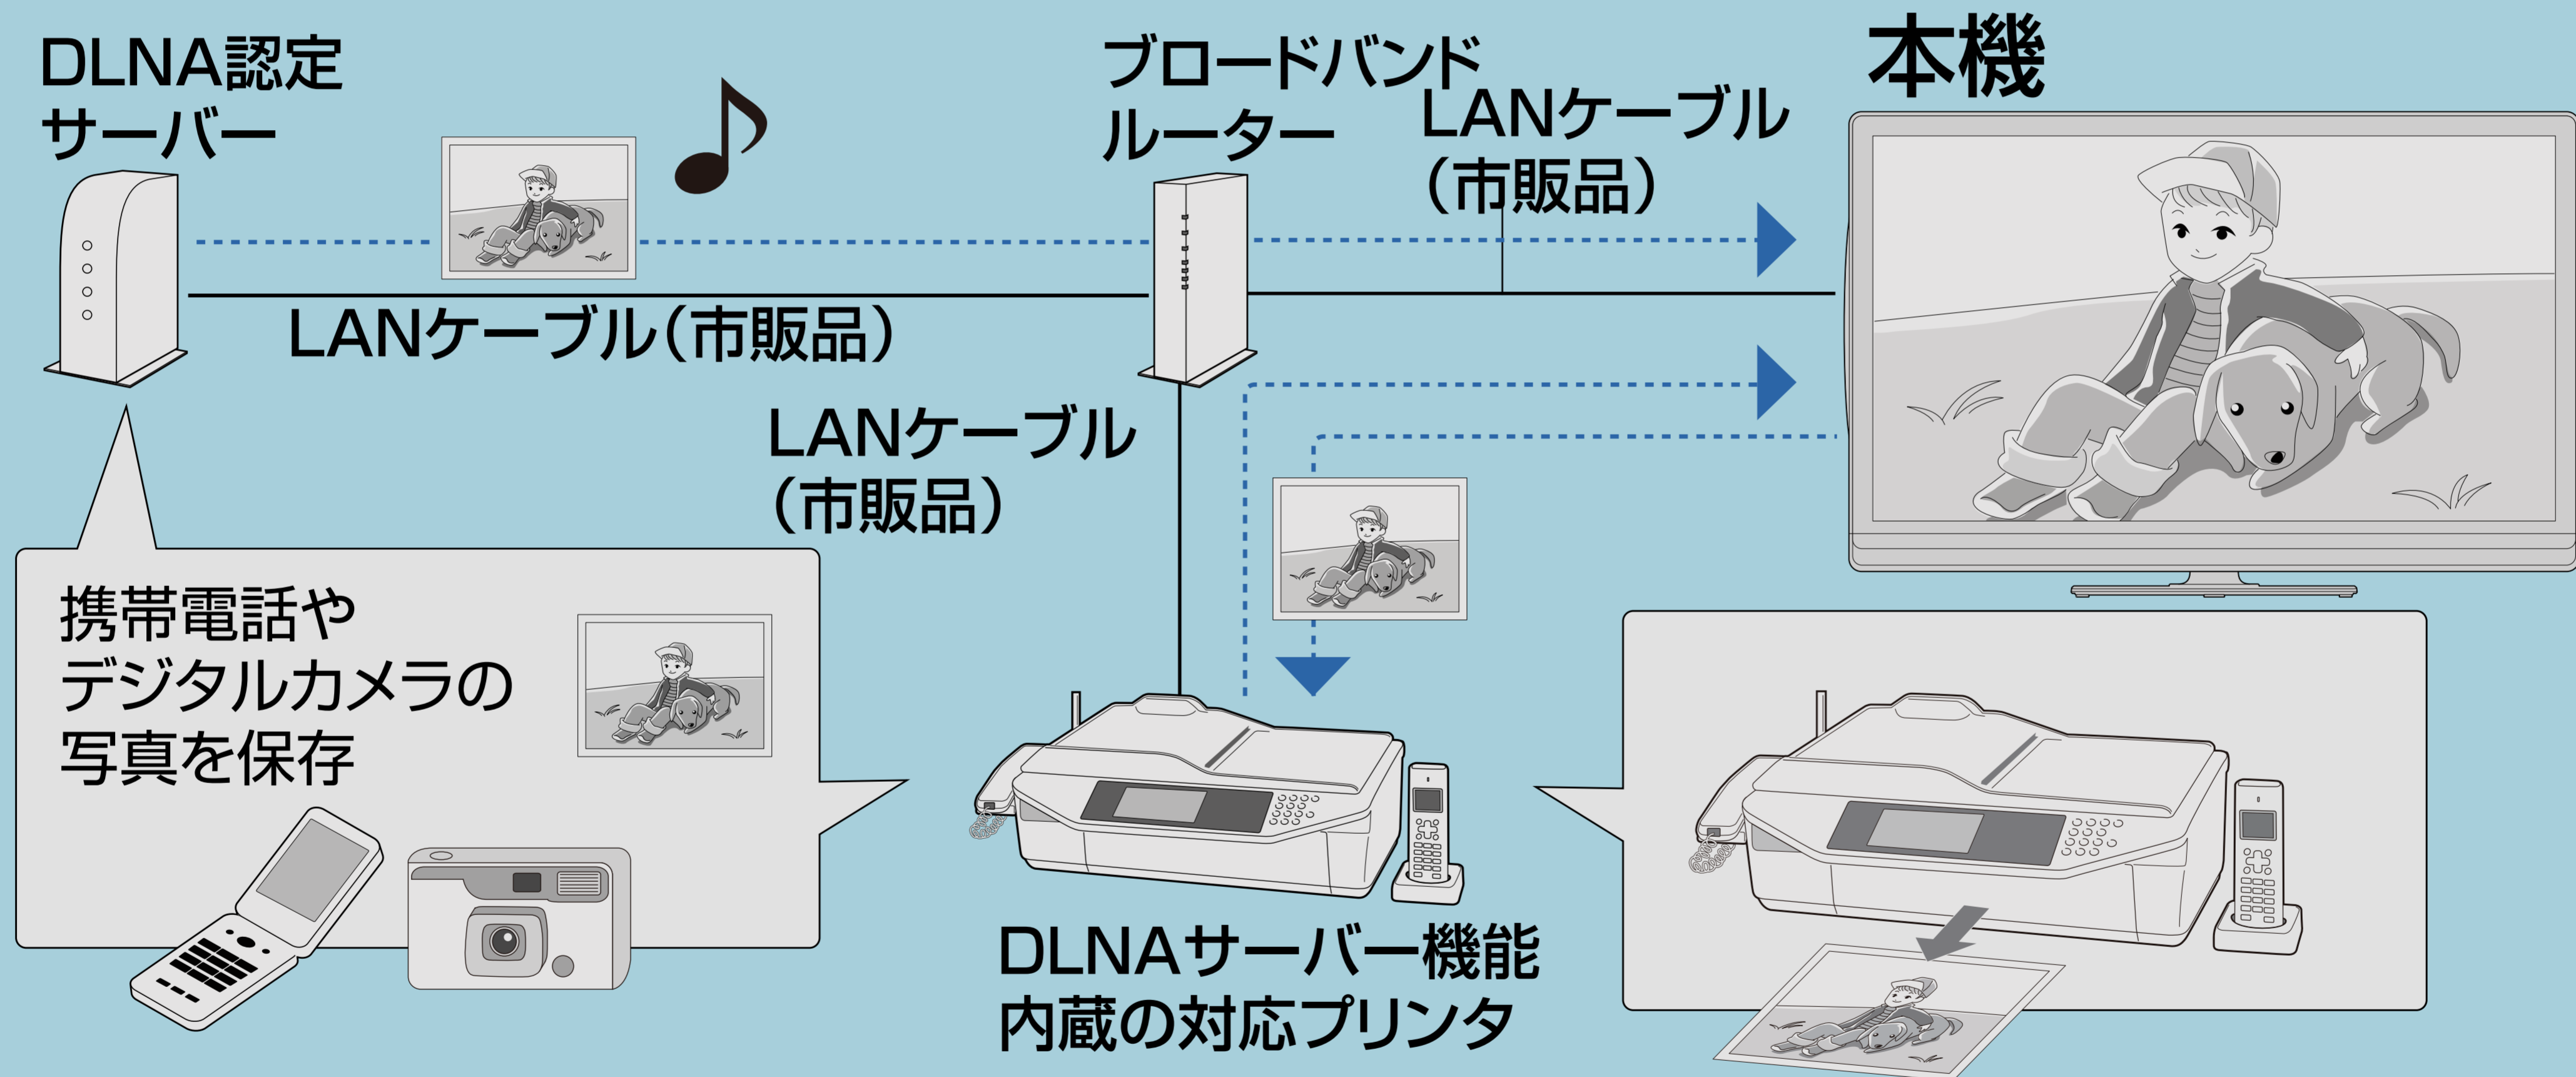 DLNA認定
サーバー
ブロードバンド
ルーター
LANケーブル
（市販品）
本機
LANケーブル（市販品）
LANケーブル
（市販品）
携帯電話や
デジタルカメラの
写真を保存
DLNAサーバー機能
内蔵の対応プリンタ